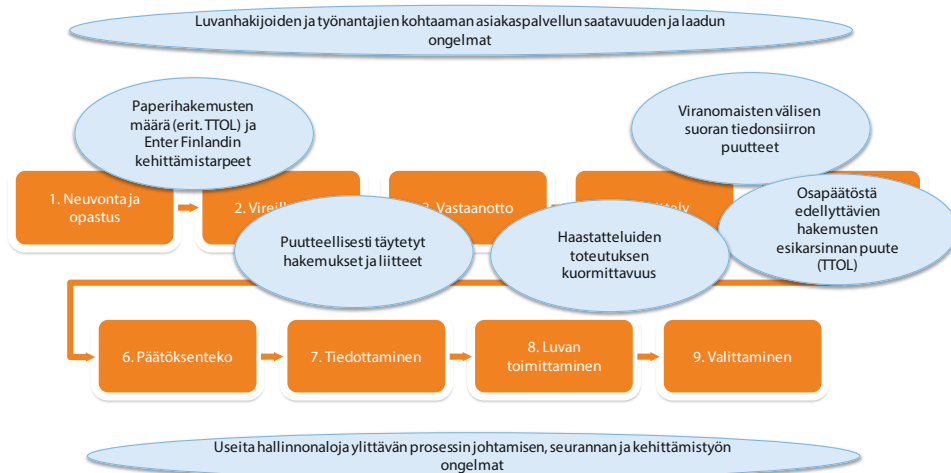 Luvanhakijoiden ja työnantajien kohtaaman asiakaspalvellun saatavuuden ja laadun
ongelmat
Paperihakemusten
määrä (erit. TTOL) ja
Enter Finlandin
kehittämistarpeet
Viranomaisten välisen
suoran tiedonsiirron
puutteet
1. Neuvonta ja
opastus
2.
Vastaanotto
Osapäätöstä
edellyttävien
hakemusten
esikarsinnan puute
(TTOL)
Puutteellisesti täytetyt
hakemukset ja liitteet
Haastatteluiden
toteutuksen
kuormittavuus
6. Päätöksenteko
7. Tiedottaminen
8. Luvan
toimittaminen
9. Valittaminen
Useita hallinnonaloja ylittävän prosessin johtamisen, seurannan ja kehittämistyön
ongelmat